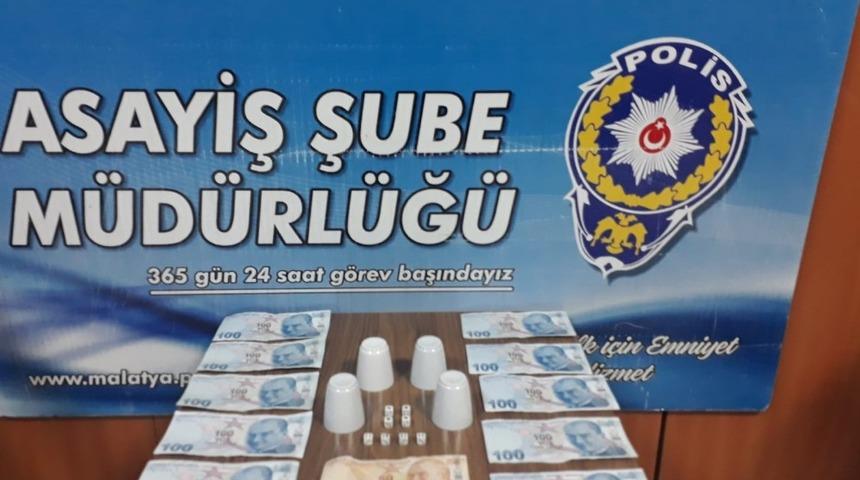 POLİS
ASAYİŞ ŞUBE
MÜDÜRLÜĞÜ
365 gün 24 saat görev başındayız
için Emniyet
www.malatya.p
100 100
100 100
100 100
100 100